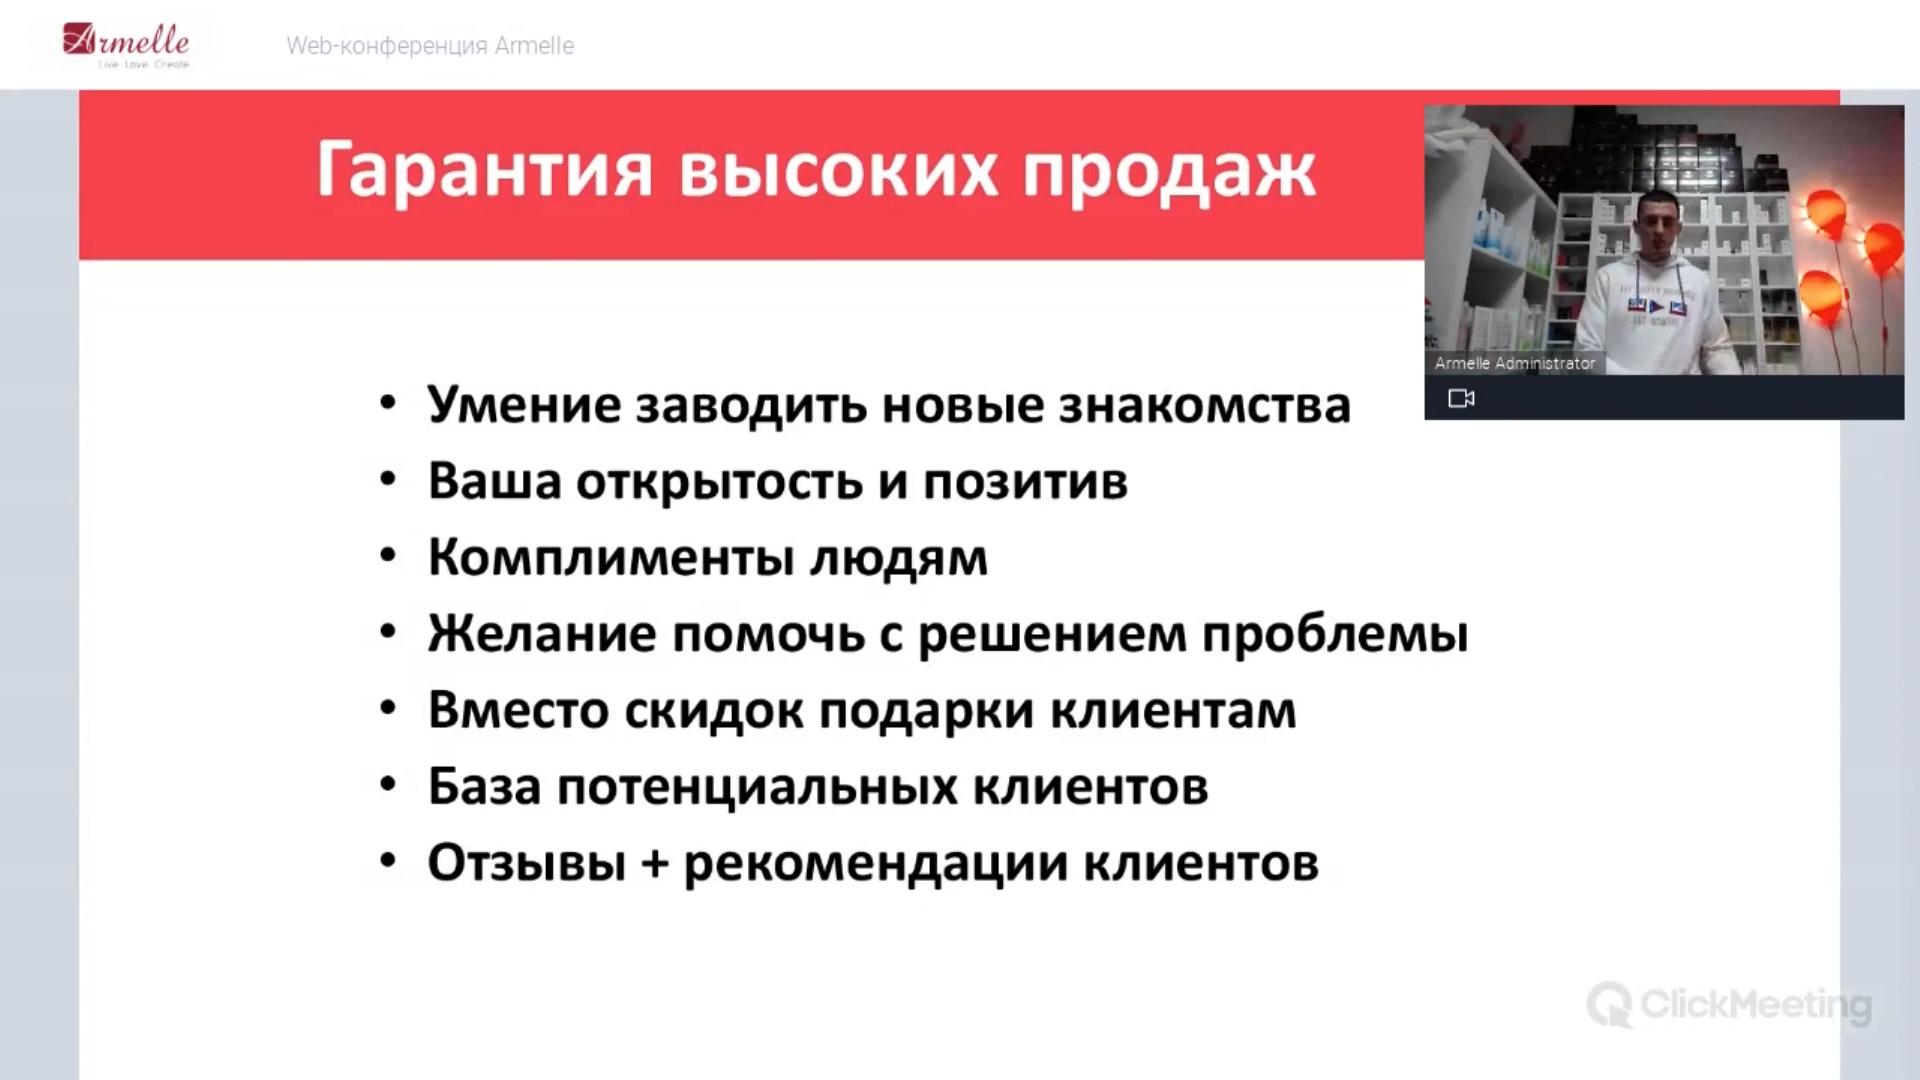 Armelle
Live Love Create
Web-конференция Armelle
Гарантия высоких продаж
Armelle Administrator
• Умение заводить новые знакомства
• Ваша открытость и позитив
• Комплименты людям
• Желание помочь с решением проблемы
• Вместо скидок подарки клиентам
• База потенциальных клиентов
• Отзывы + рекомендации клиентов
ClickMeeting